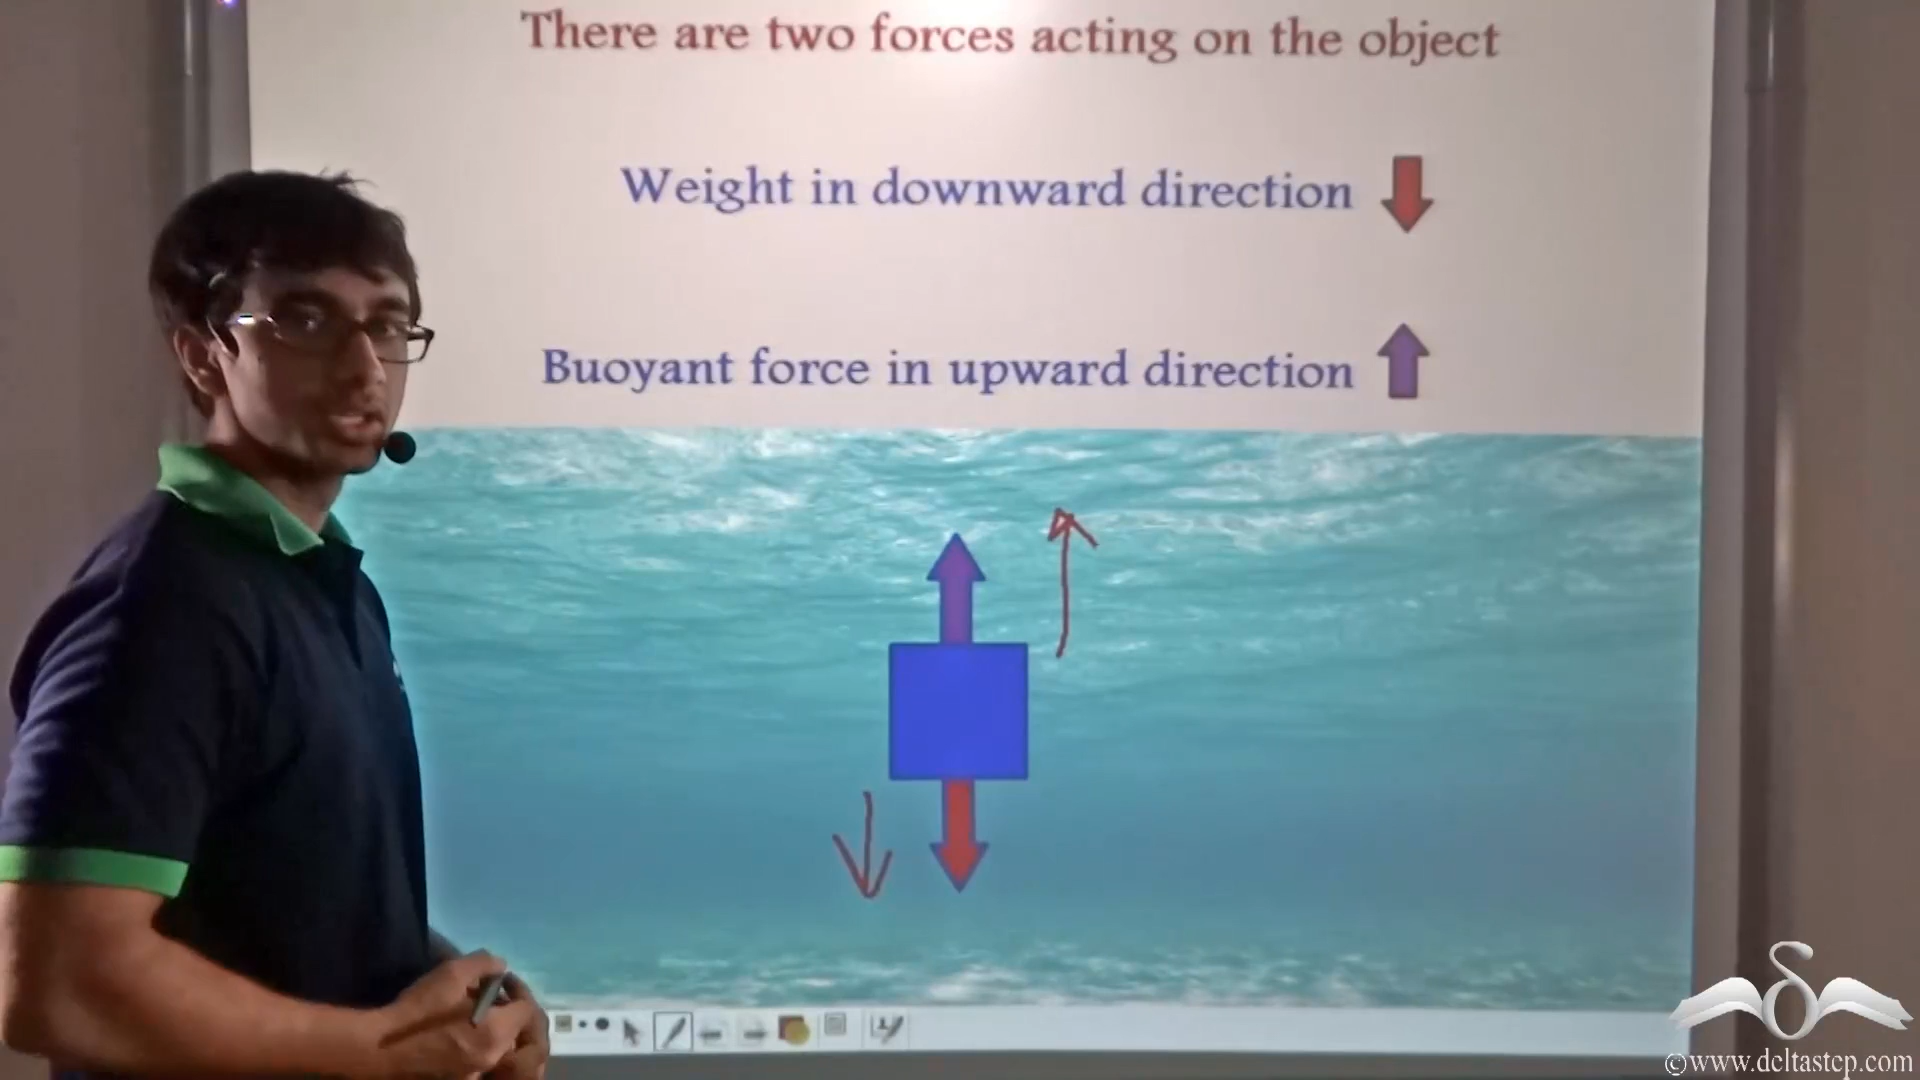 There are two forces acting on the object
Weight in downward direction
Buoyant force in upward direction
©www.deltastep.com